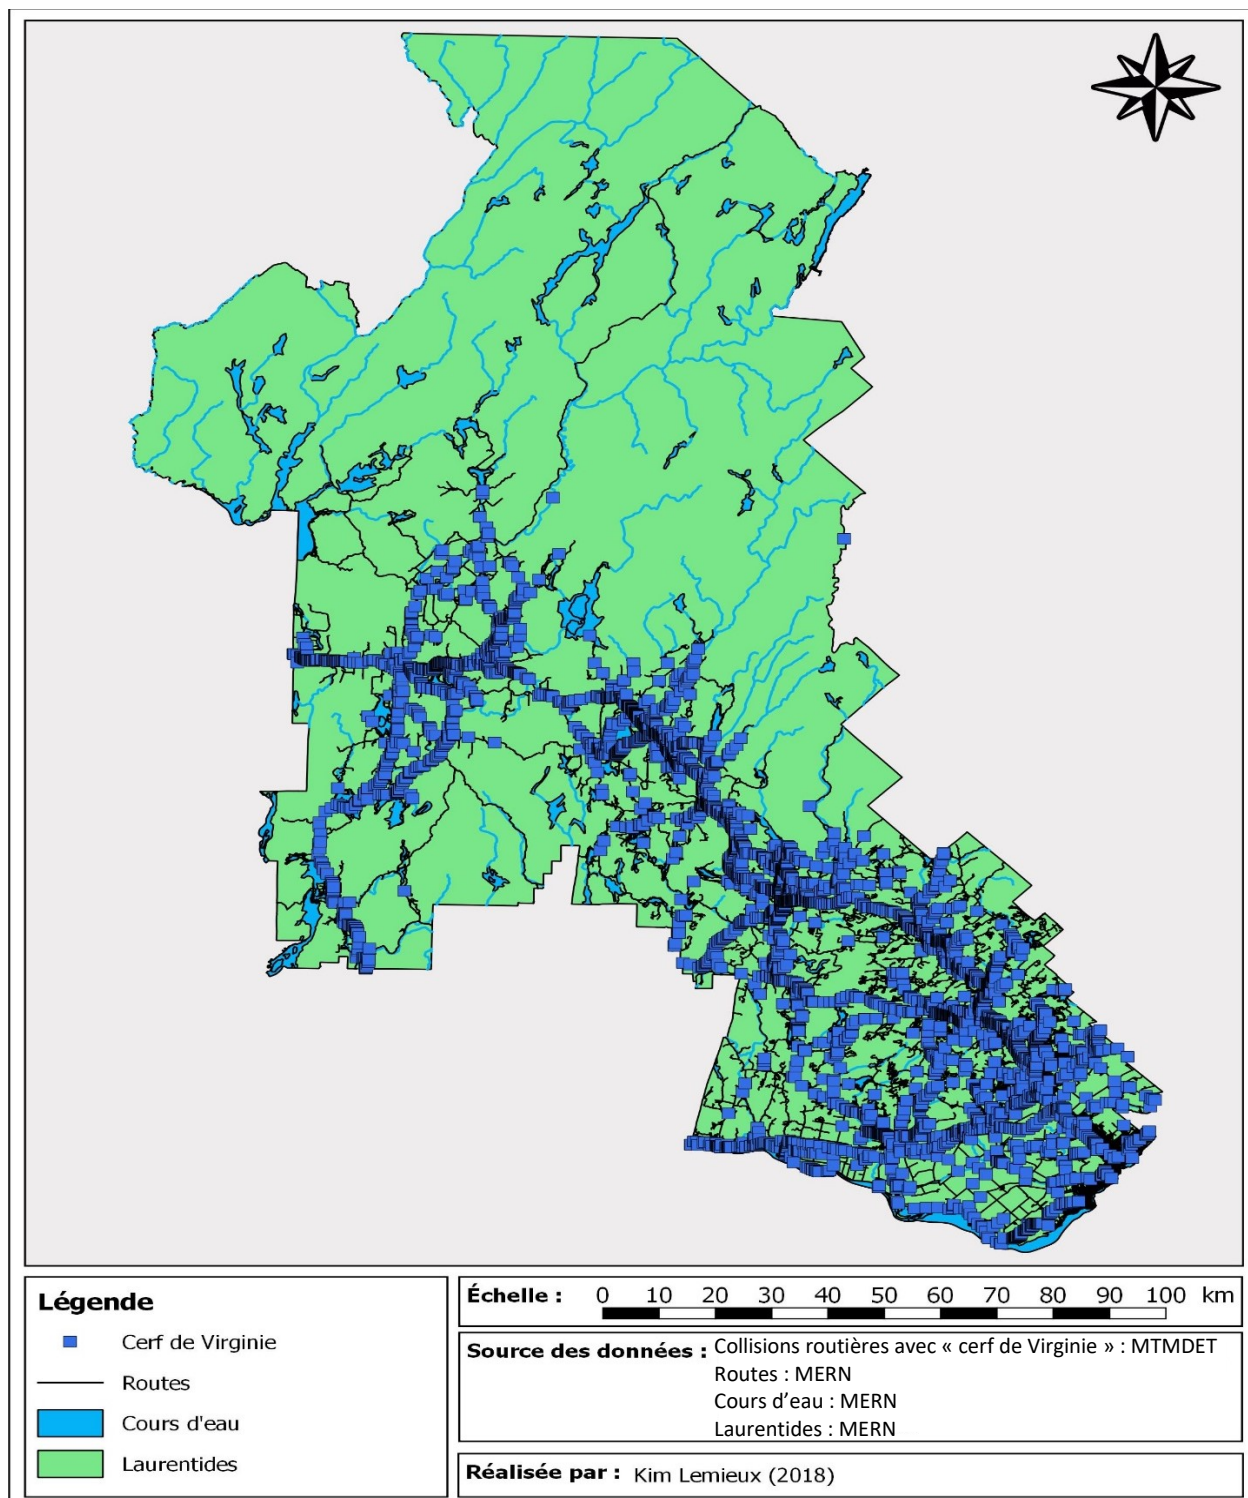 Légende
Cerf de Virginie
Routes
Cours d'eau
Laurentides
Échelle : 0 10 20 30 40 50 60 70 80 90 100 km
Source des données : Collisions routières avec « cerf de Virginie » : MTMDET
Routes : MERN
Cours d’eau : MERN
Laurentides : MERN
Réalisée par : Kim Lemieux (2018)